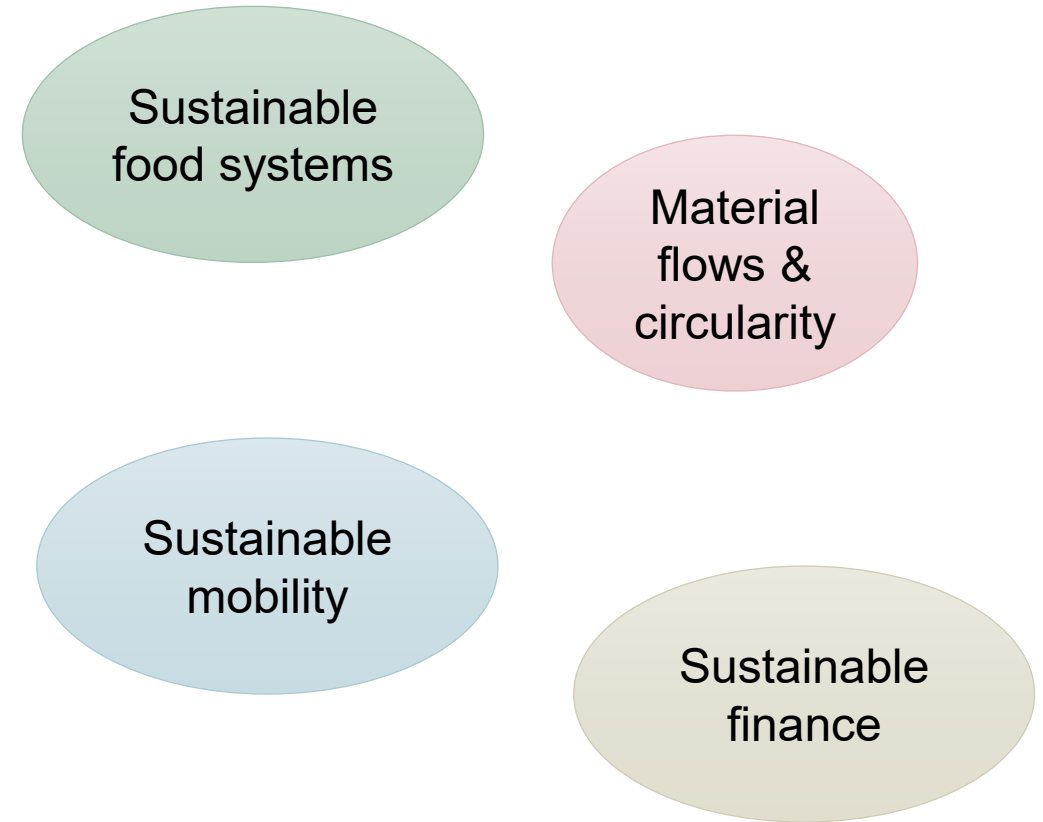 Sustainable
food systems
Material
flows &
circularity
Sustainable
mobility
Sustainable
finance